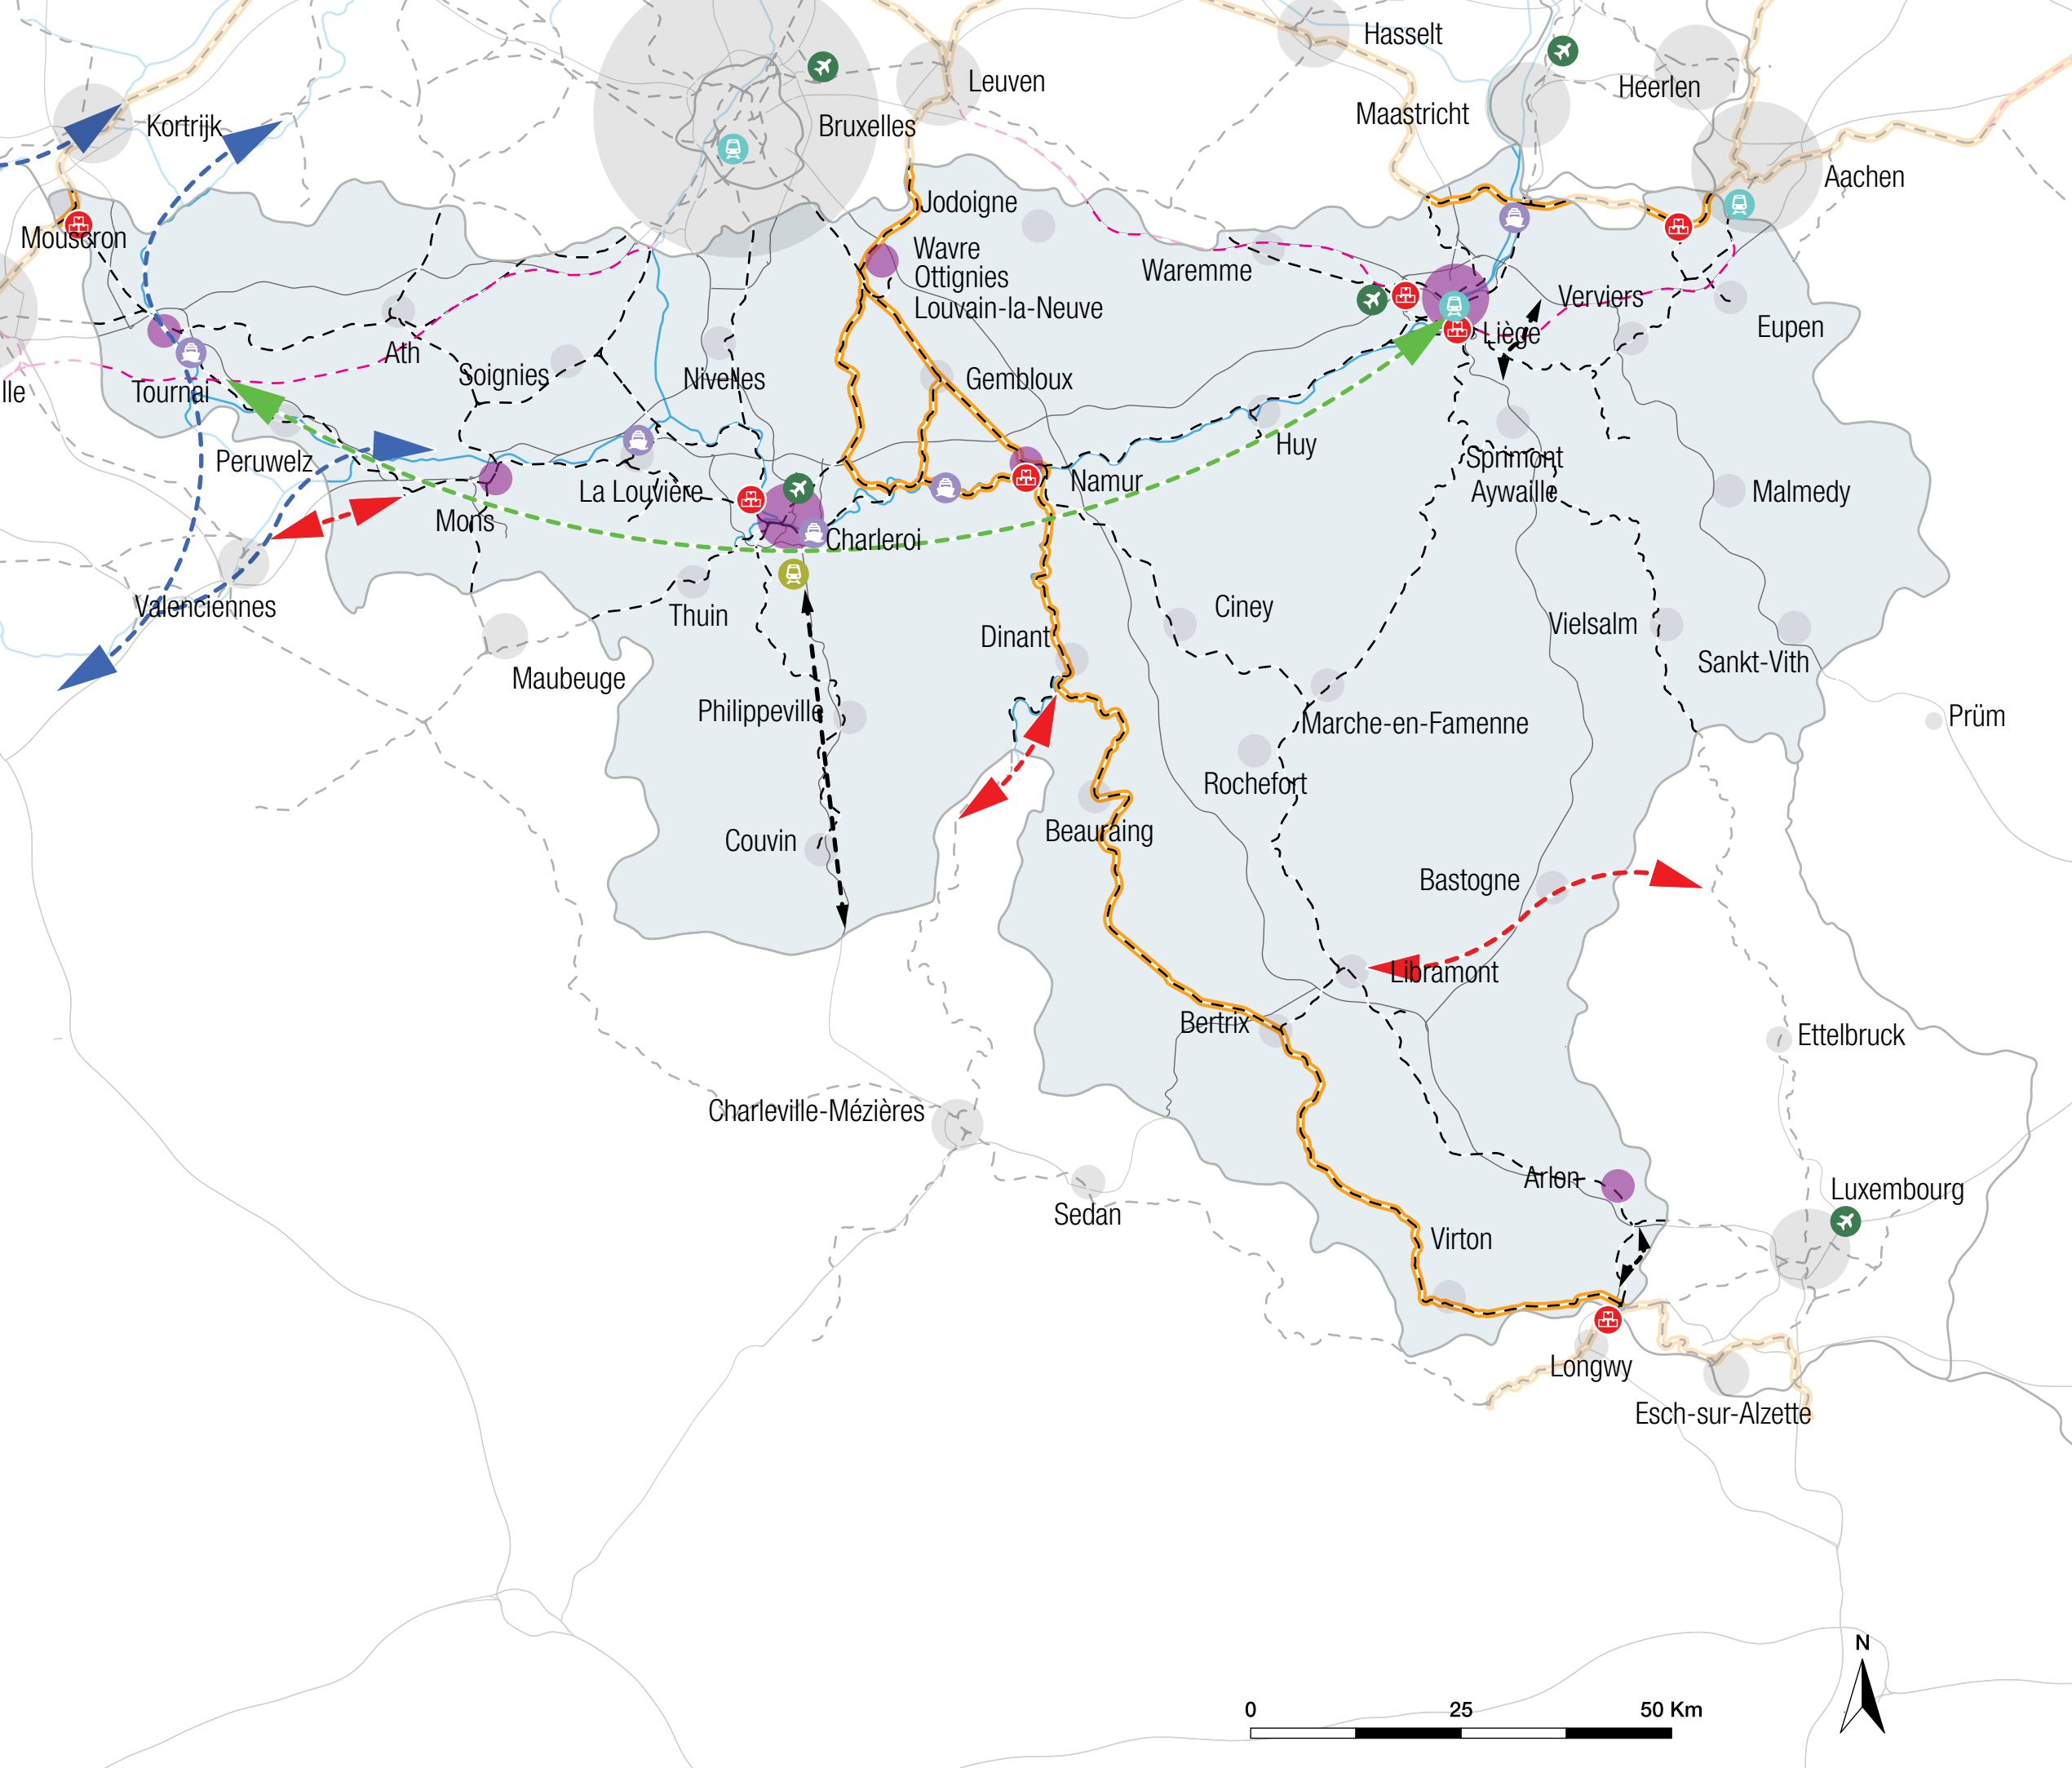 Hasselt
Leuven
Heerlen
Maastricht
Kortrijk
Bruxelles
Aachen
Jodoigne
Mouscron
Wavre
Ottignies
Louvain-la-Neuve
Waremme
Verviers
Eupen
Liège
Ath
Soignies
Nivelles
Gembloux
lle
Tournai
Huy
Peruwelz
Sprimont
Aywaille
Namur
La Louvière
Malmedy
Mons
Charleroi
Valenciennes
Thuin
Ciney
Dinant
Vielsalm
Sankt-Vith
Maubeuge
Philippeville
Marche-en-Famenne
Prüm
Rochefort
Couvin
Beauraing
Bastogne
Libramont
Bertrix
Ettelbruck
Charleville-Mézières
Arlon
Luxembourg
Sedan
Virton
Longwy
Esch-sur-Alzette
N
0 25 50 Km